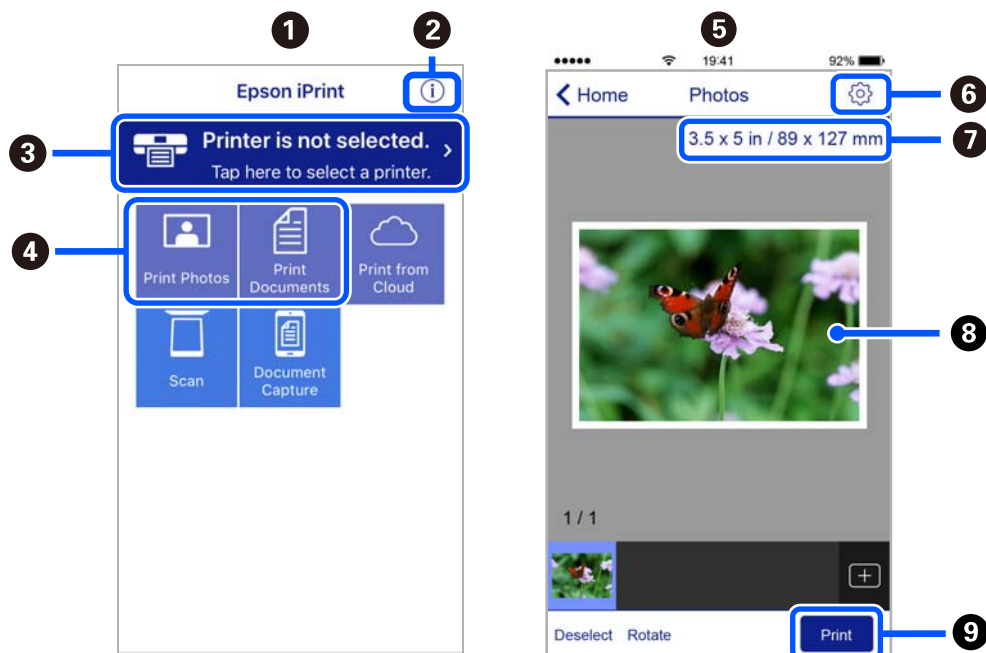 1
2
Epson iPrint
3
Printer is not selected.
Tap here to select a printer.
4
Print Photos
Print
Documents
Print from
Cloud
Scan
Document
Capture
5
19:41
92%
Home
Photos
6
3.5 x 5 in / 89 x 127 mm
7
8
1 / 1
Deselect
Rotate
Print
9